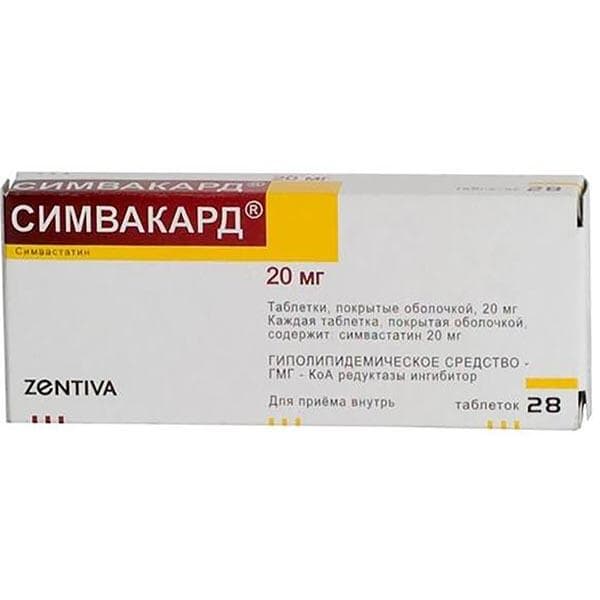 СИМВАКАРД 20 мг таблеток 28
СИМВАКАРД®
Симвастатин
20 мг
Таблетки, покрытые оболочкой, 20 мг
Каждая таблетка, покрытая оболочкой,
содержит: симвастатин 20 мг
ГИПОЛИПИДЕМИЧЕСКОЕ СРЕДСТВО -
ГМГ - КоА редуктазы ингибитор
ZENTIVA
Для приёма внутрь
таблеток 28